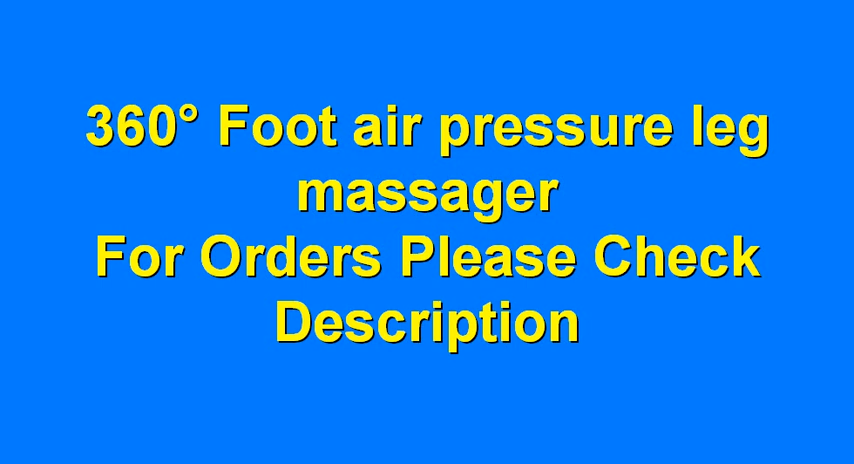 360° Foot air pressure leg
massager
For Orders Please Check
Description